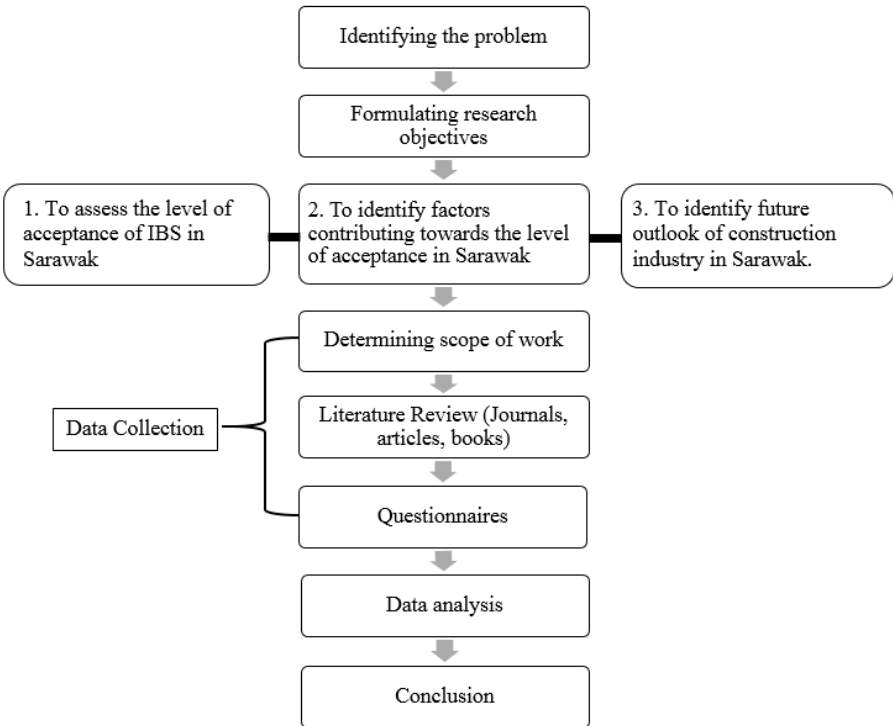 Identifying the problem
Formulating research
objectives
1. To assess the level of
acceptance of IBS in
Sarawak
2. To identify factors
contributing towards the level
of acceptance in Sarawak
3. To identify future
outlook of construction
industry in Sarawak.
Determining scope of work
Data Collection
Literature Review (Journals,
articles, books)
Questionnaires
Data analysis
Conclusion